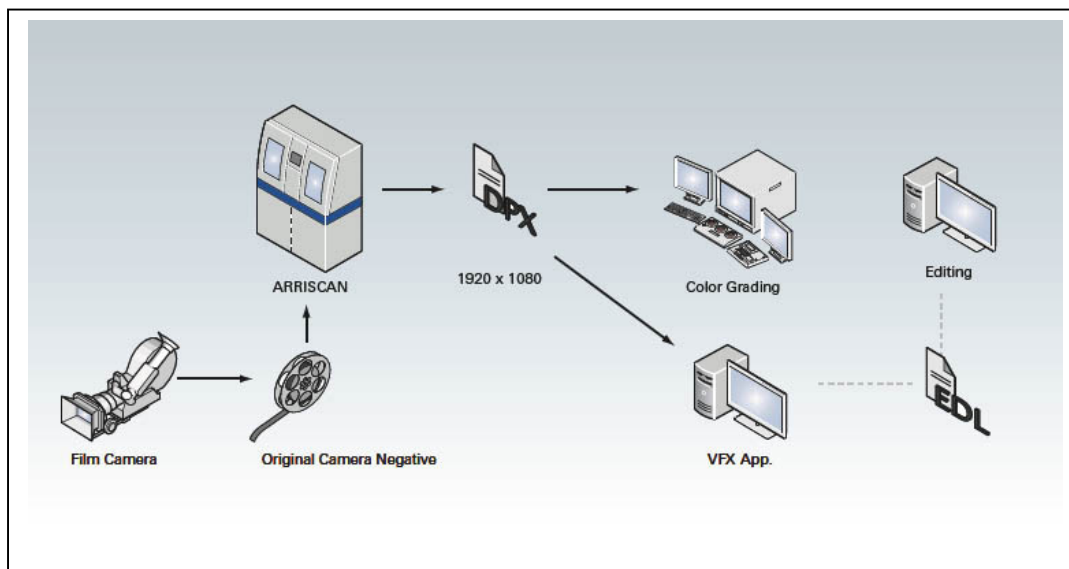 DPX
ARRISCAN
1920 x 1080
Color Grading
Editing
EDL
Film Camera
Original Camera Negative
VFX App.